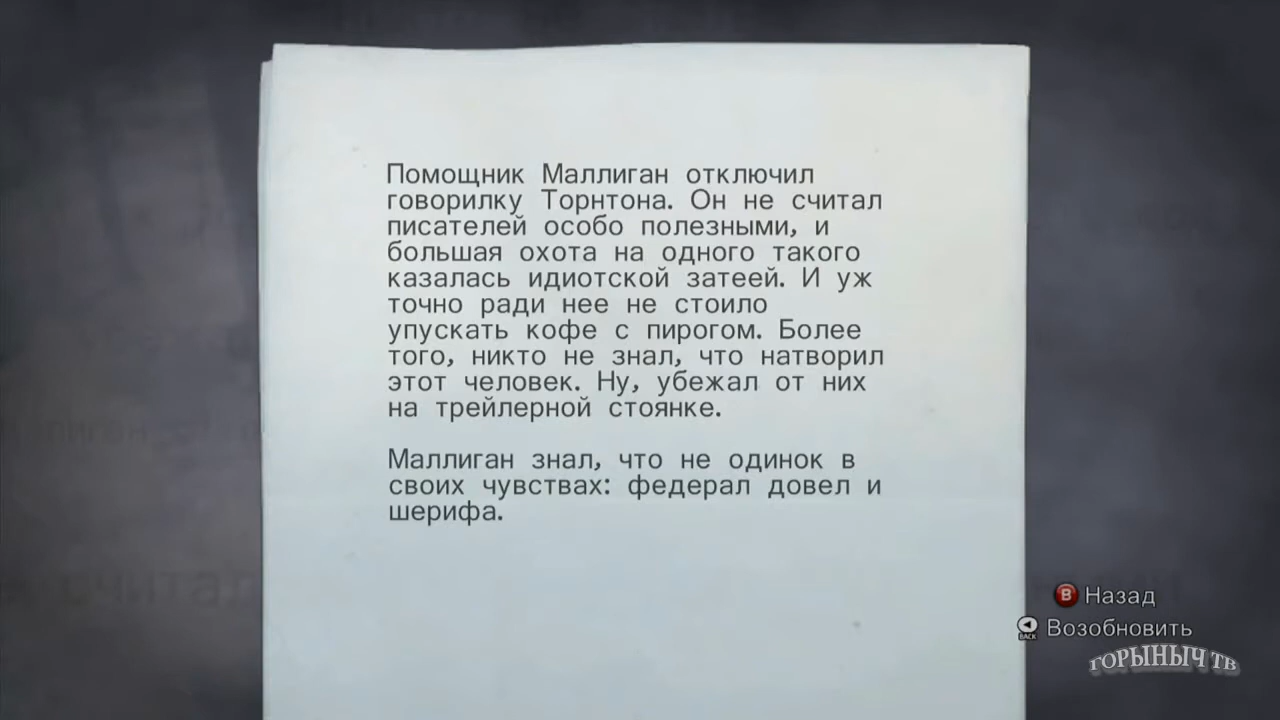 Помощник Маллиган отключил
говорилку Торнтона. Он не считал
писателей особо полезными, и
большая охота на одного такого
казалась идиотской затеей. И уж
точно ради нее не стоило
упускать кофе с пирогом. Более
того, никто не знал, что натворил
этот человек. Ну, убежал от них
на трейлерной стоянке.
Маллиган знал, что не одинок в
своих чувствах: федерал довел и
шерифа.
B Назад
BACK Возобновить
ГОРЫНЫЧ ТВ